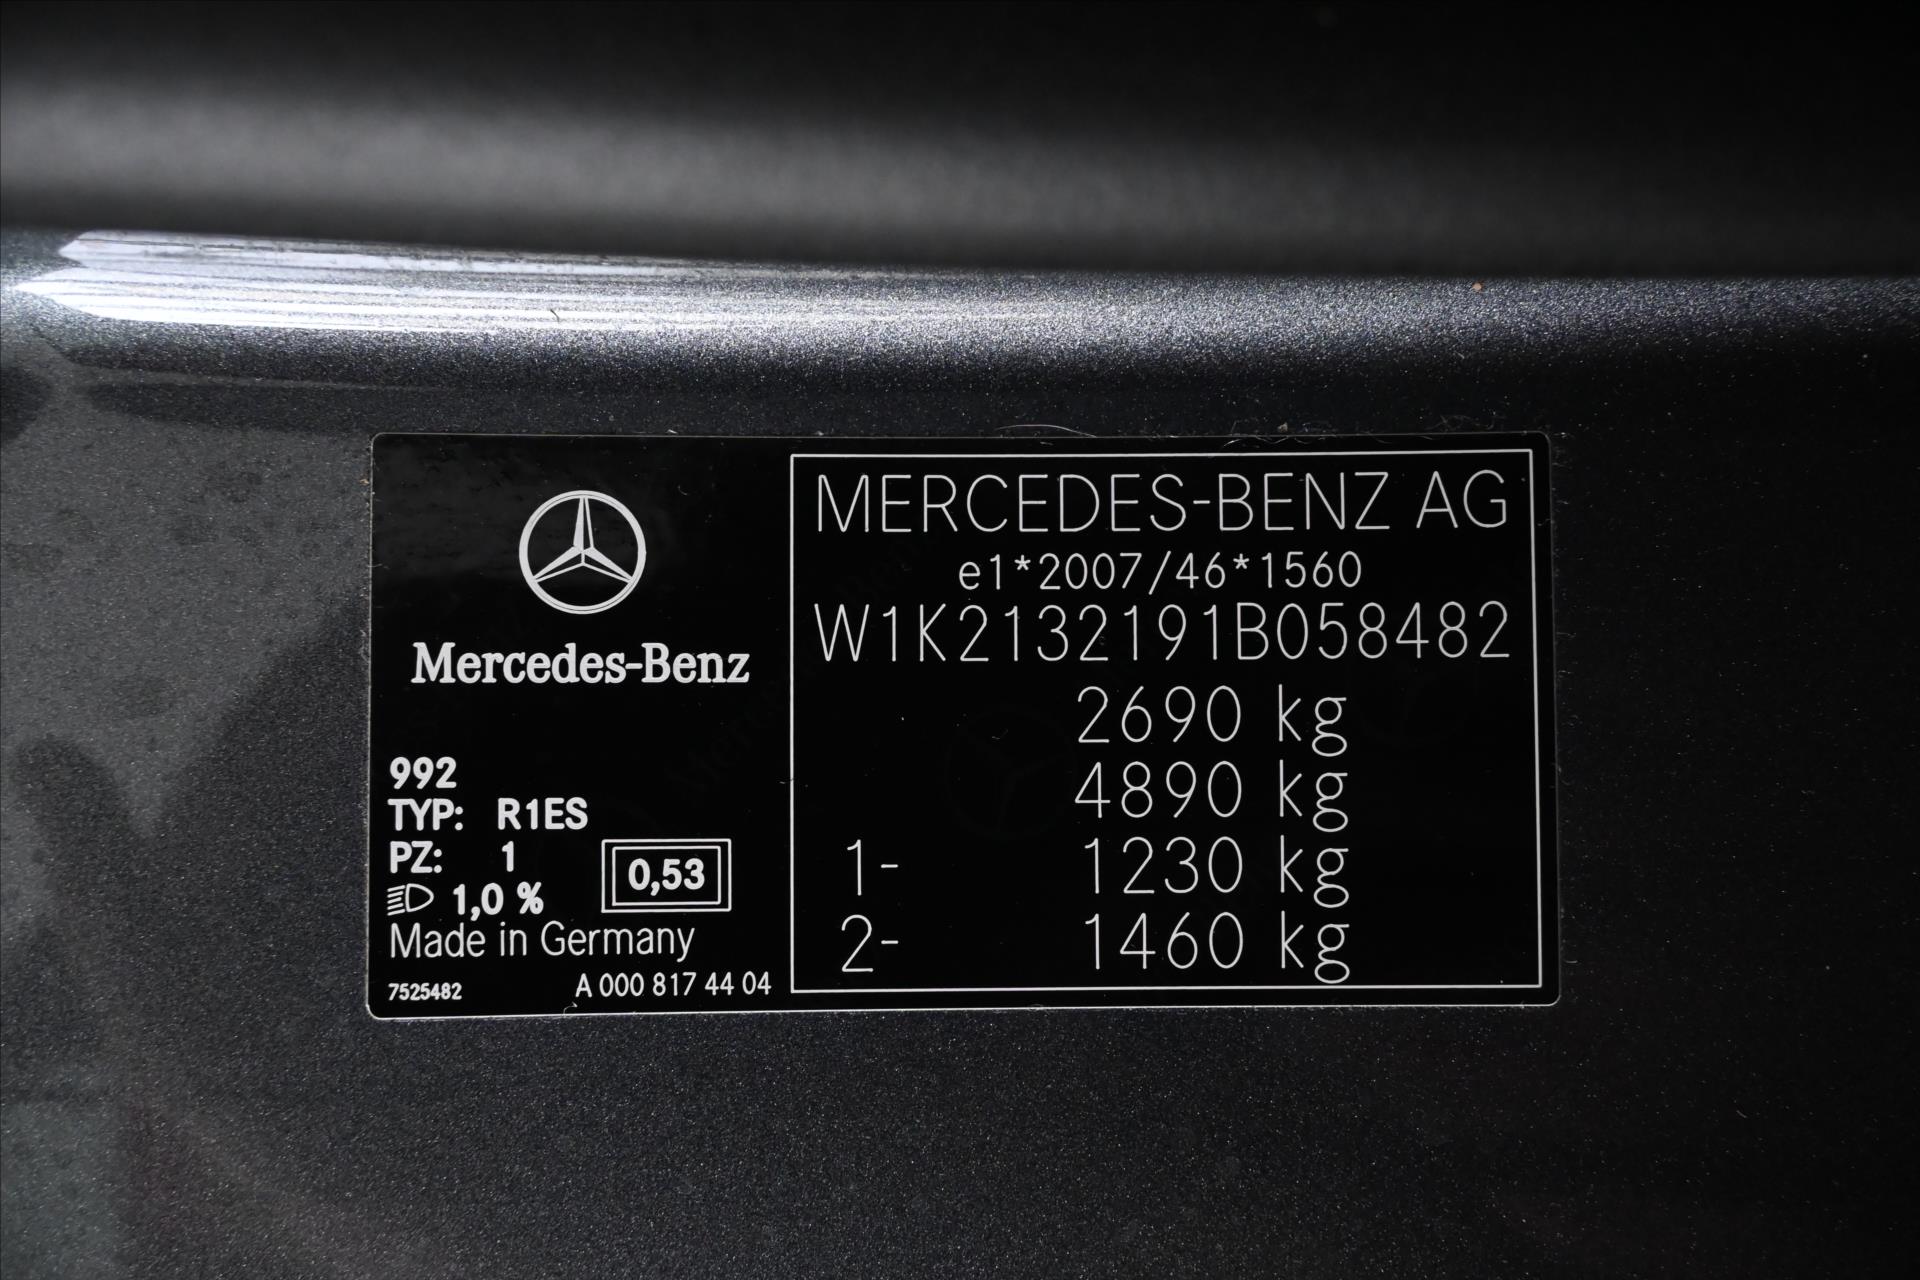 Mercedes-Benz
992
TYP: R1ES
PZ: 1
1,0 %
0,53
Made in Germany
7525482 A 000 817 44 04
MERCEDES-BENZ AG
e1*2007/46*1560
W1K2132191B058482
2690 kg
4890 kg
1- 1230 kg
2- 1460 kg